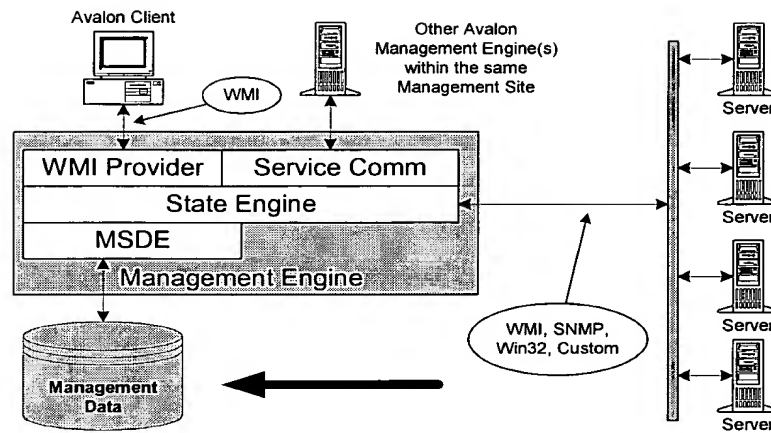 Avalon Client
Other Avalon
Management Engine(s)
within the same
Management Site
WMI
Server
WMI Provider
Service Comm
State Engine
MSDE
Management Engine
Server
Server
WMI, SNMP,
Win32, Custom
Management
Data
Server